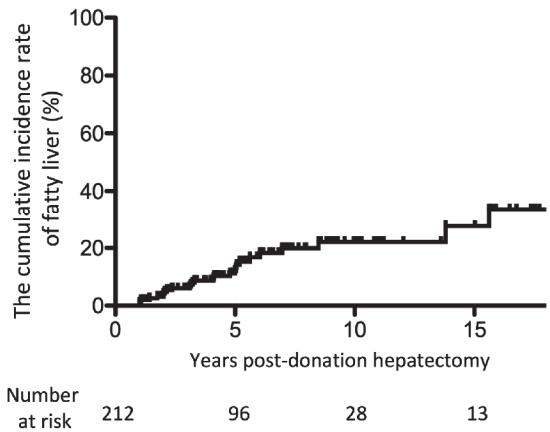 The cumulative incidence rate
of fatty liver (%)
100
80
60
40
20
0
0 5 10 15
Years post-donation hepatectomy
Number
at risk 212 96 28 13